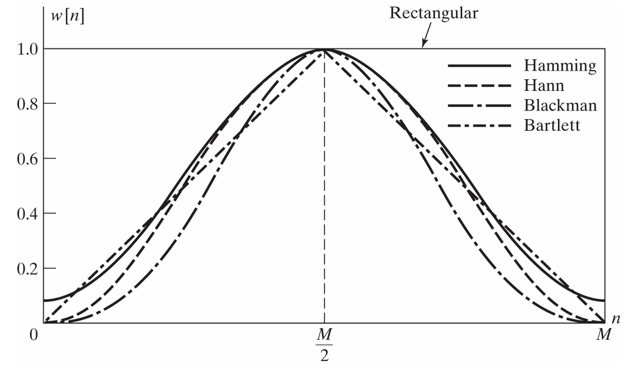 w[n]
Rectangular
1.0
Hamming
Hann
0.8
Blackman
Bartlett
0.6
0.4
0.2
n
0
M
2
M